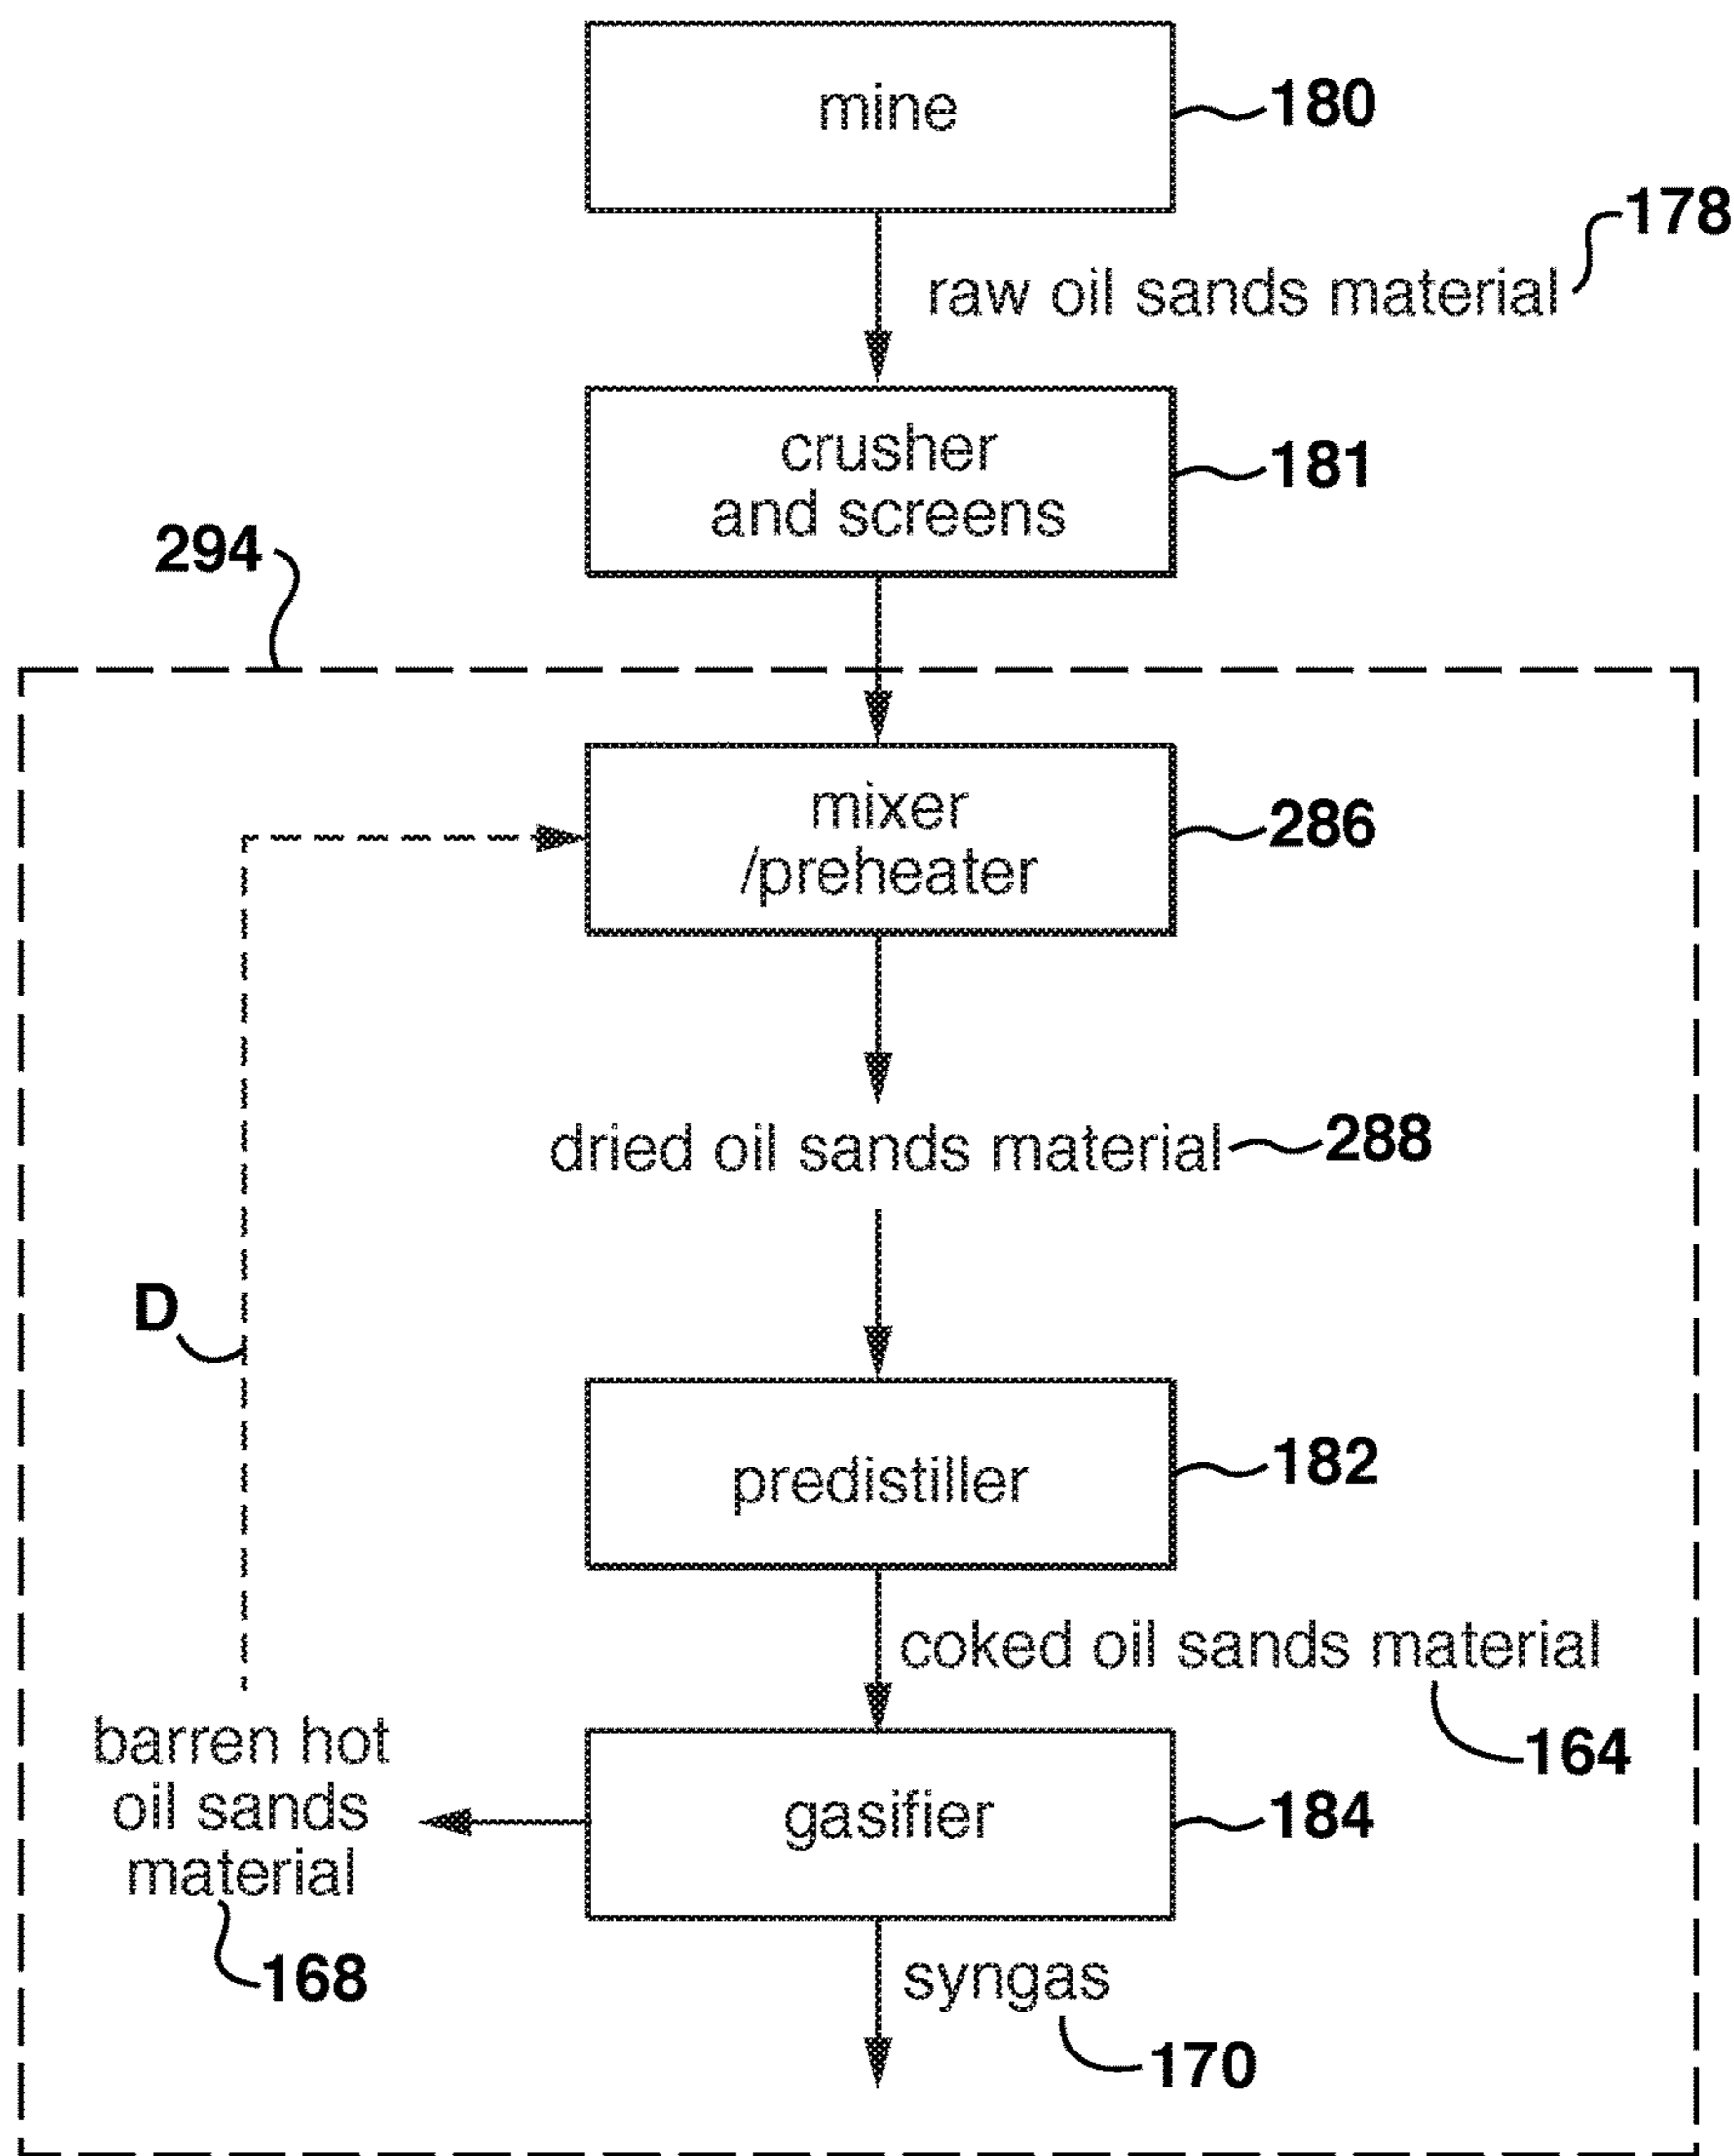 mine
180
178
raw oil sands material
crusher
and screens
181
294
mixer
/preheater
286
dried oil sands material
288
D
predistiller
182
coked oil sands material
164
barren hot
oil sands
material
gasifier
184
168
syngas
170